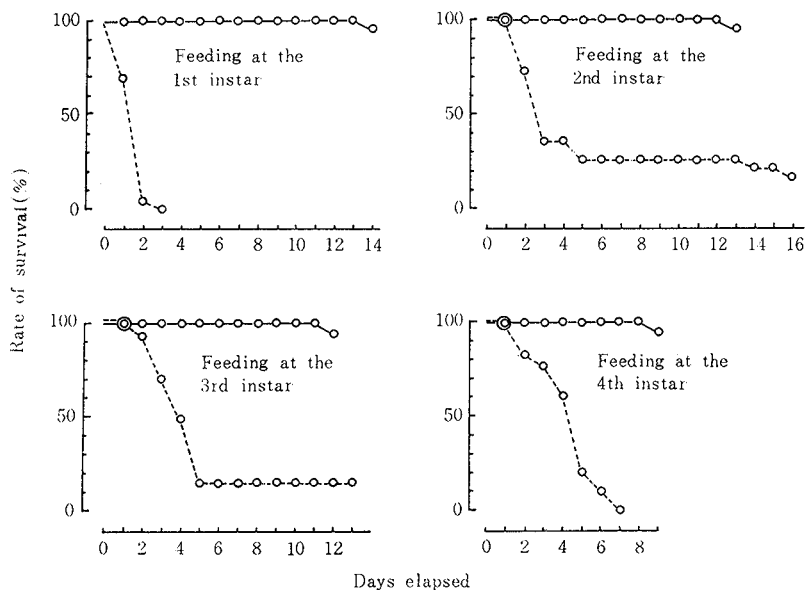 Rate of survival(%)
100
50
0
Feeding at the
1st instar
0 2 4 6 8 10 12 14
100
50
0
Feeding at the
2nd instar
0 2 4 6 8 10 12 14 16
100
50
0
Feeding at the
3rd instar
0 2 4 6 8 10 12
100
50
0
Feeding at the
4th instar
0 2 4 6 8
Days elapsed